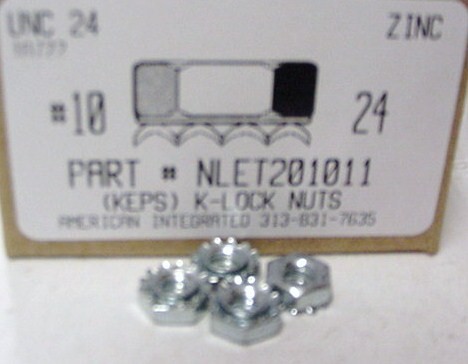 UNC 24
ZINC
#10
24
PART # NLET201011
(KEPS) K-LOCK NUTS
AMERICAN INTEGRATED 313-831-7635